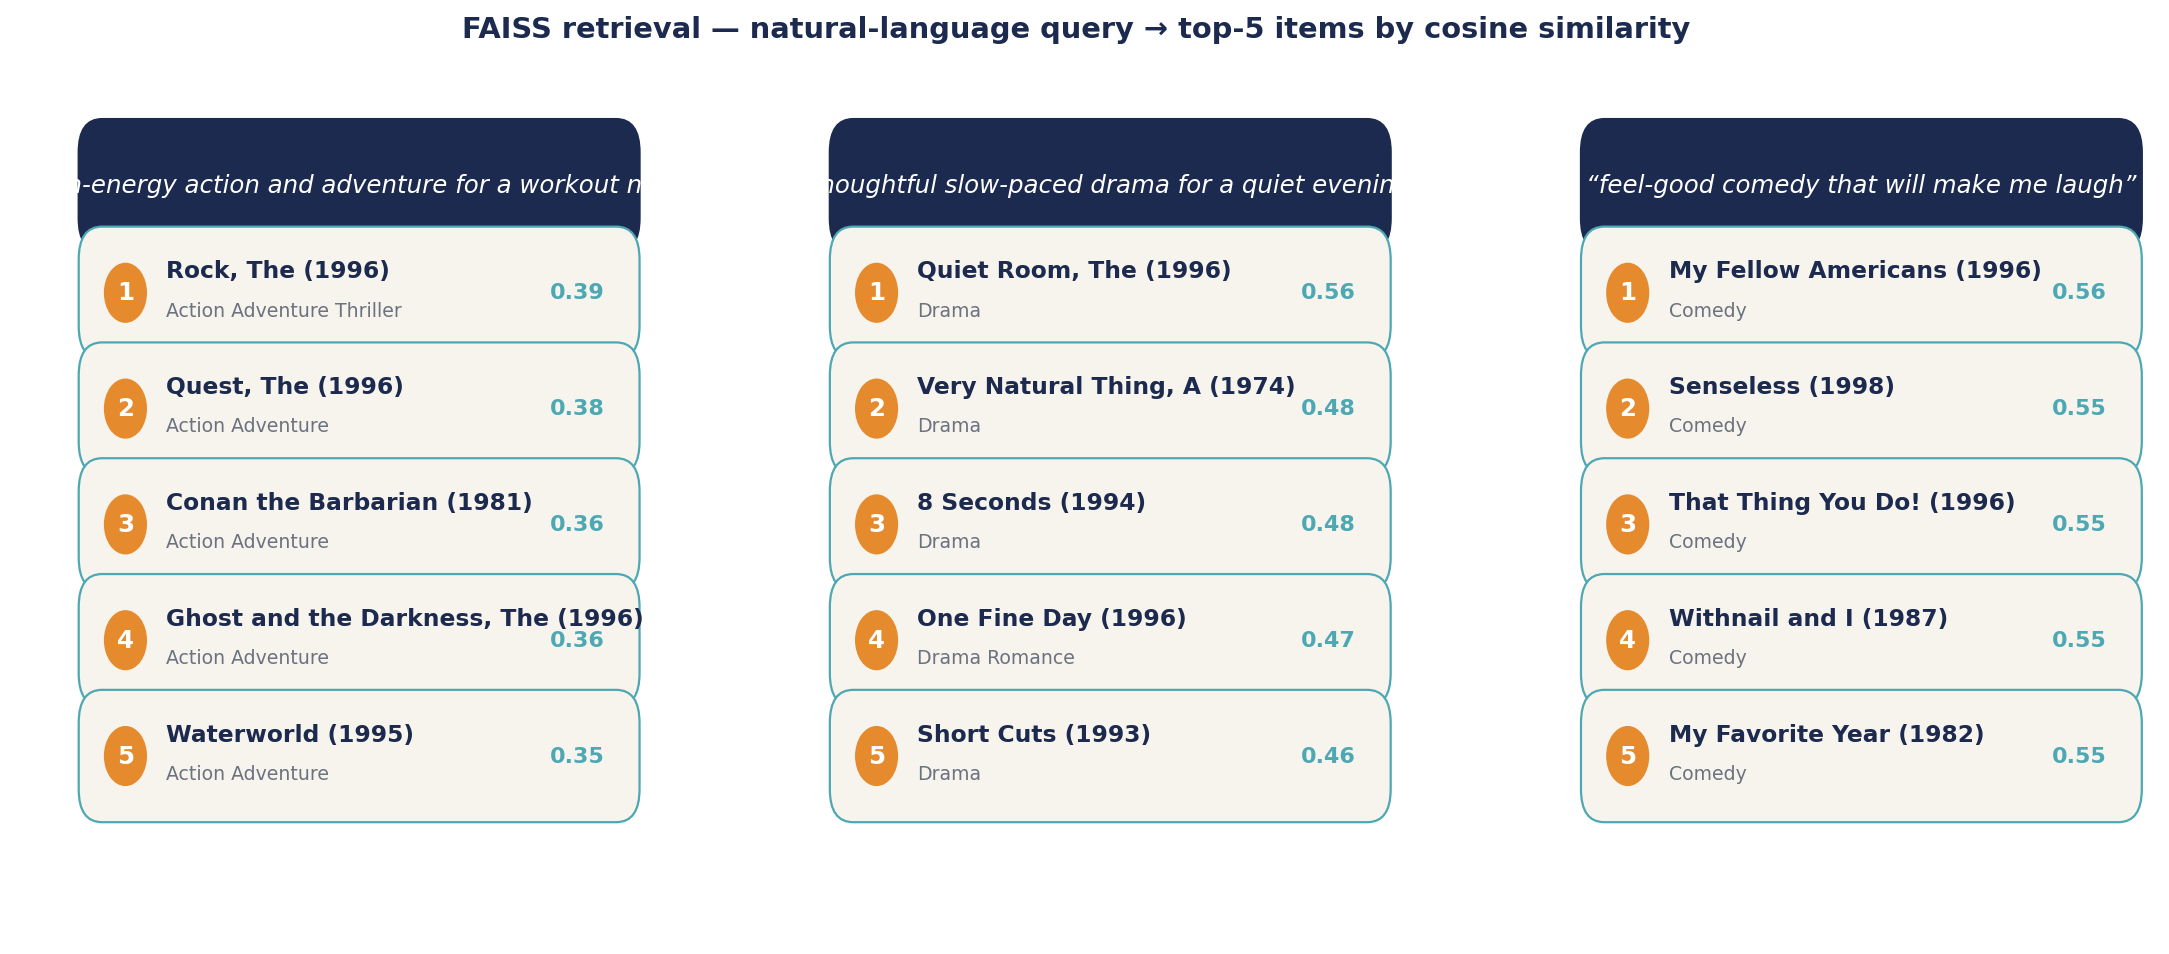 FAISS retrieval — natural-language query → top-5 items by cosine similarity
-energy action and adventure for a workout
1
Rock, The (1996)
Action Adventure Thriller
0.39
2
Quest, The (1996)
Action Adventure
0.38
3
Conan the Barbarian (1981)
Action Adventure
0.36
4
Ghost and the Darkness, The (1996)
Action Adventure
0.36
5
Waterworld (1995)
Action Adventure
0.35
houghtful slow-paced drama for a quiet evenin
1
Quiet Room, The (1996)
Drama
0.56
2
Very Natural Thing, A (1974)
Drama
0.48
3
8 Seconds (1994)
Drama
0.48
4
One Fine Day (1996)
Drama Romance
0.47
5
Short Cuts (1993)
Drama
0.46
“feel-good comedy that will make me laugh”
1
My Fellow Americans (1996)
Comedy
0.56
2
Senseless (1998)
Comedy
0.55
3
That Thing You Do! (1996)
Comedy
0.55
4
Withnail and I (1987)
Comedy
0.55
5
My Favorite Year (1982)
Comedy
0.55